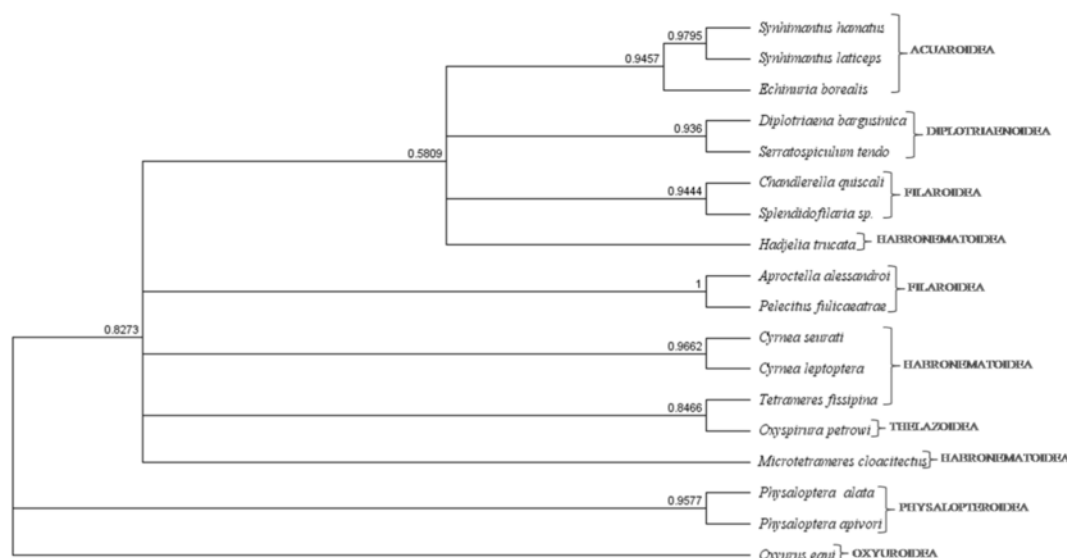 Synhimantus hamatus
0.9795
ACUAROIDEA
0.9457
Synhimantus laticeps
Echinuria borealis
Diplotriaena bargusinica
0.936
DIPLOTRIAENOIDEA
0.5809
Serratospiculum tendo
Chandlerella quiscali
0.9444
FILAROIDEA
Splendidofilaria sp.
Hadjelia trucata
HABRONEMATOIDEA
Aproctella alessandroi
1
FILAROIDEA
Pelecitus fulicaeatrae
0.8273
Cyrnea seurati
0.9662
HABRONEMATOIDEA
Cyrnea leptoptera
Tetrameres fissipina
0.8466
Oxyspirura petrowi
THELAZOIDEA
Microtetrameres cloacitectus
HABRONEMATOIDEA
Physaloptera alata
0.9577
PHYSALOPTEROIDEA
Physaloptera apivori
Oxyurus equi
OXYUROIDEA